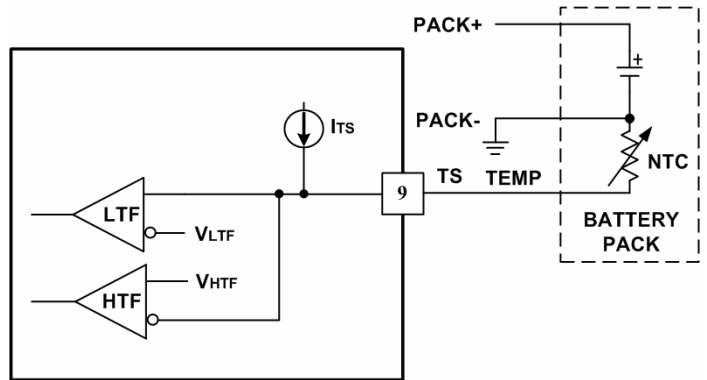 PACK+
ITS
PACK-
NTC
TS TEMP
9
LTF
VLTF
BATTERY
PACK
VHTF
HTF